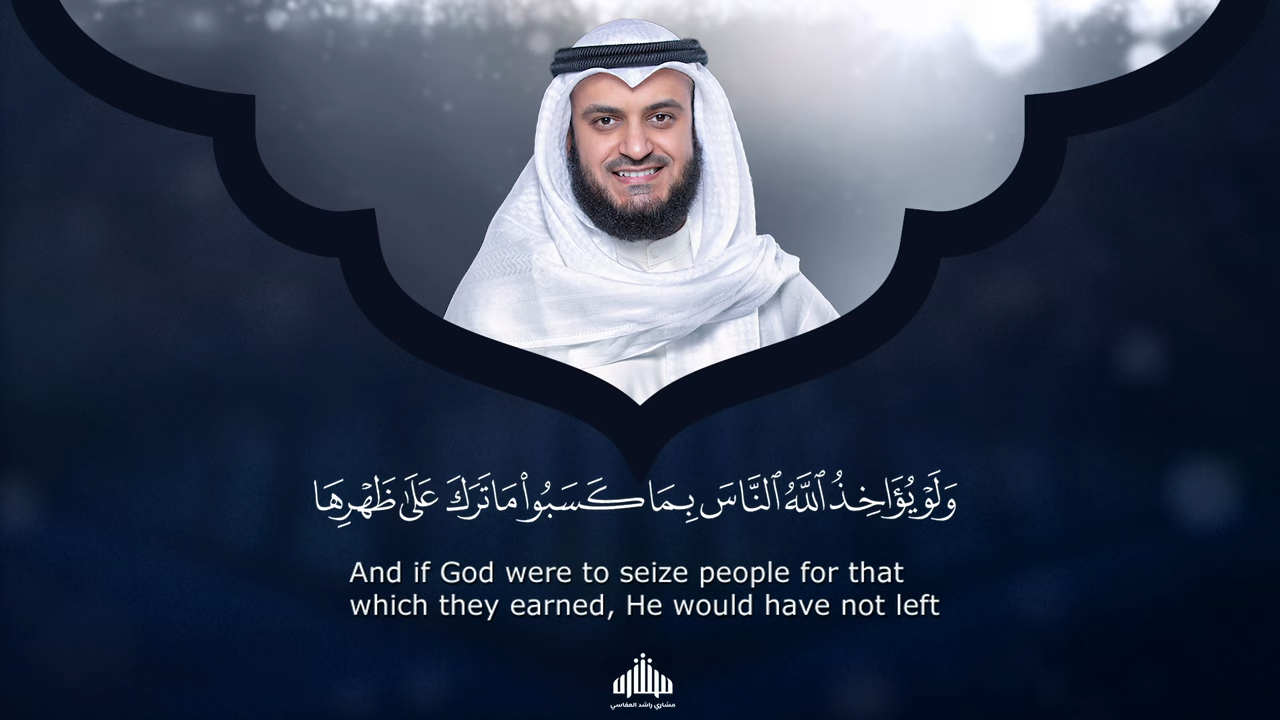 وَلَوْ يُؤَاخِذُ ٱللَّهُ ٱلنَّاسَ بِمَا كَسَبُوا۟ مَا تَرَكَ عَلَىٰ ظَهْرِهَا
And if God were to seize people for that
which they earned, He would have not left
مشاري راشد العفاسي